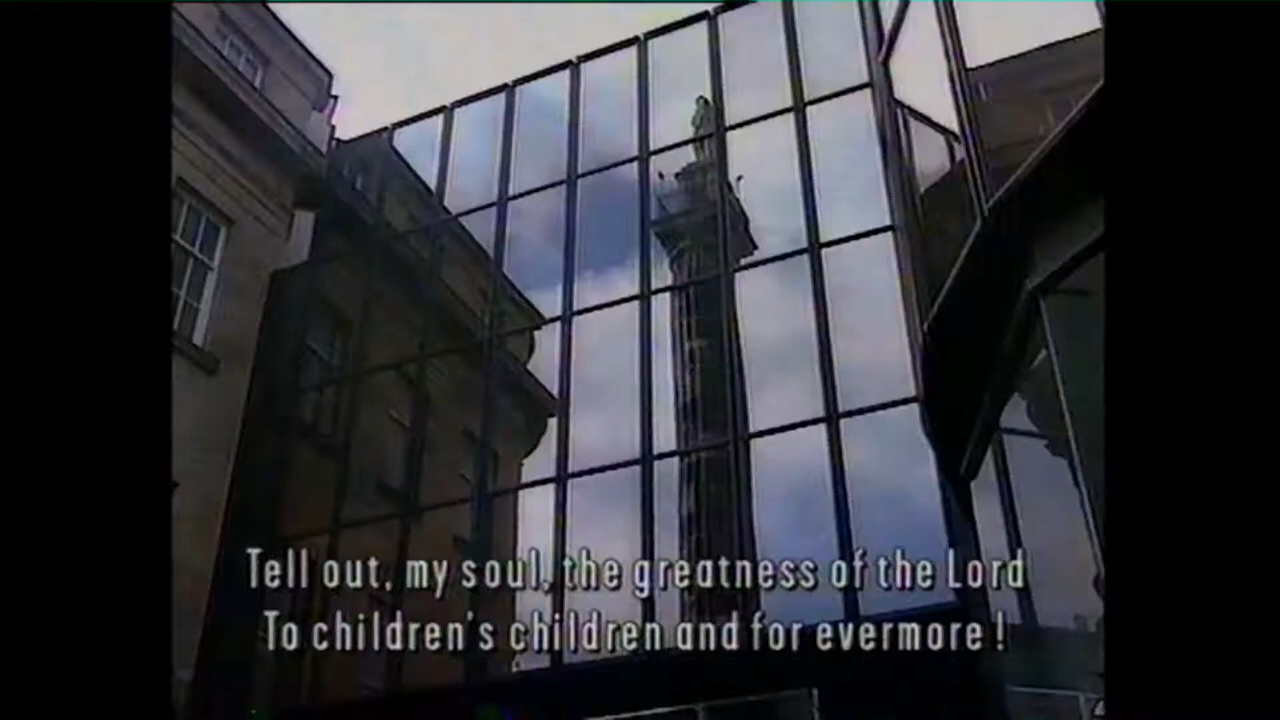 Tell out, my soul, the greatness of the Lord
To children's children and for evermore!